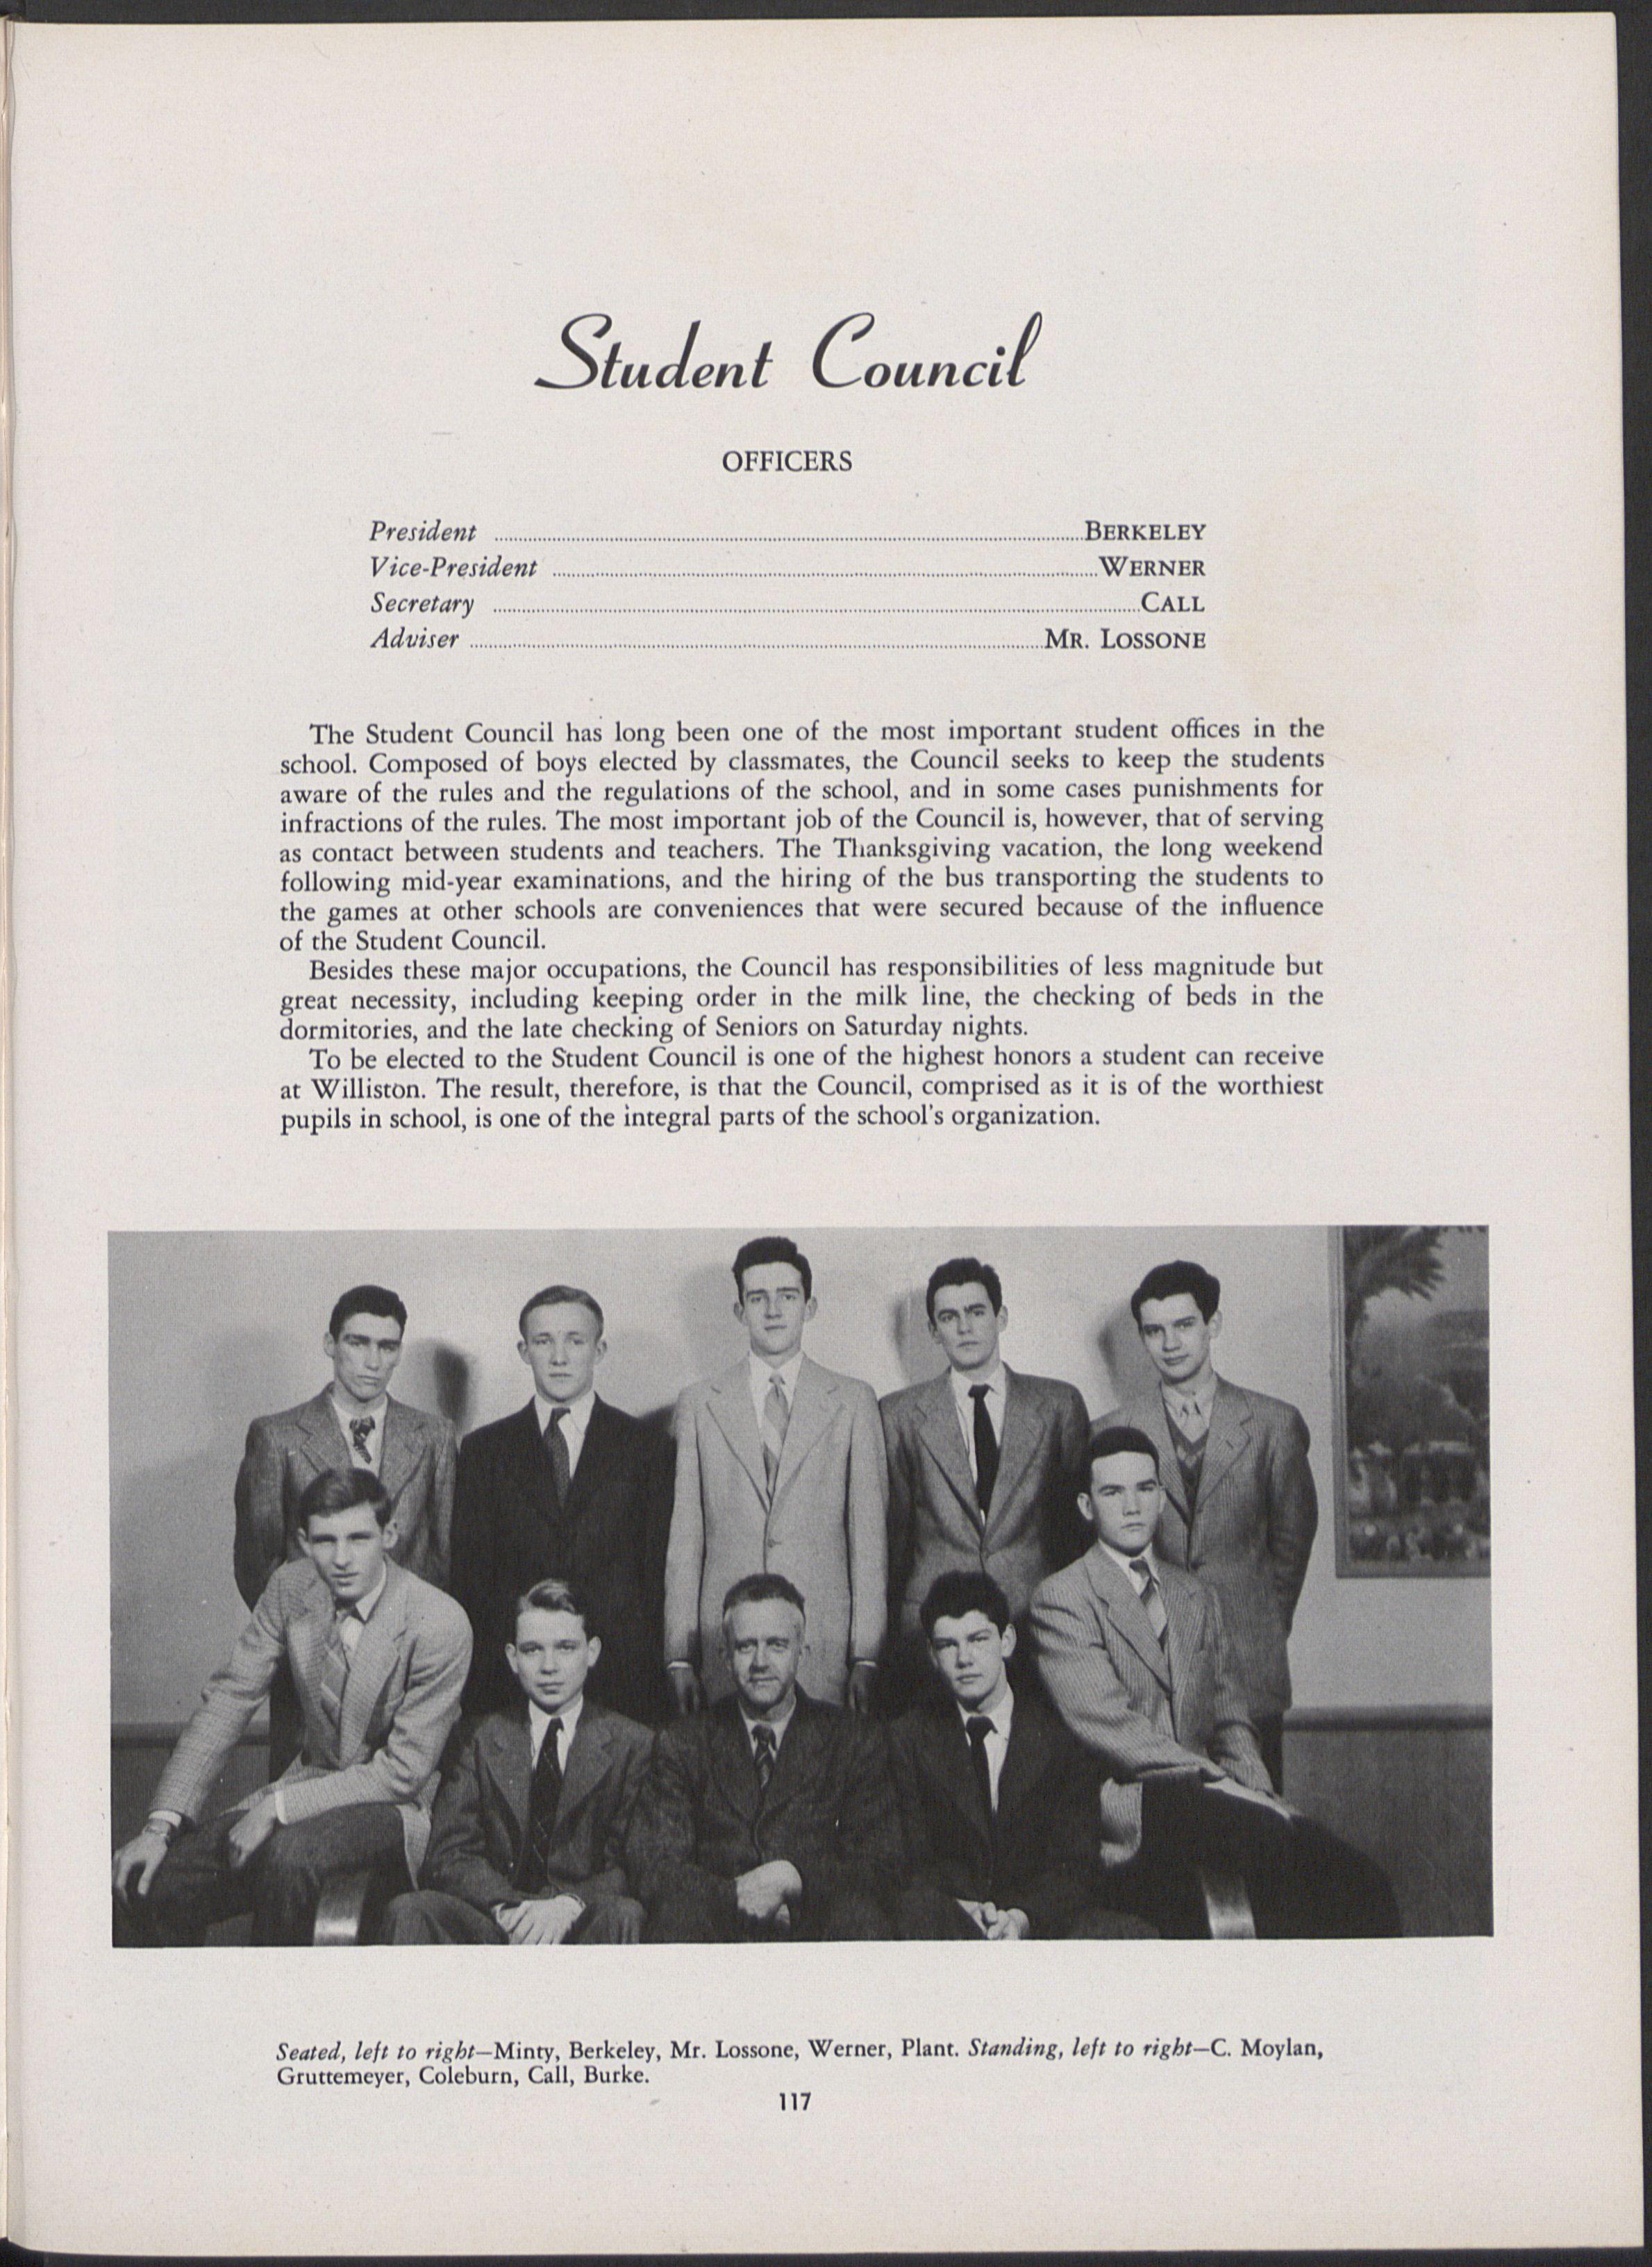 Student Council
OFFICERS
President ........ BERKELEY
Vice-President ........ WERNER
Secretary ........ CALL
Adviser ........ MR. LOSSONE
The Student Council has long been one of the most important student offices in the
school. Composed of boys elected by classmates, the Council seeks to keep the students
aware of the rules and the regulations of the school, and in some cases punishments for
infractions of the rules. The most important job of the Council is, however, that of serving
as contact between students and teachers. The Thanksgiving vacation, the long weekend
following mid-year examinations, and the hiring of the bus transporting the students to
the games at other schools are conveniences that were secured because of the influence
of the Student Council.
Besides these major occupations, the Council has responsibilities of less magnitude but
great necessity, including keeping order in the milk line, the checking of beds in the
dormitories, and the late checking of Seniors on Saturday nights.
To be elected to the Student Council is one of the highest honors a student can receive
at Williston. The result, therefore, is that the Council, comprised as it is of the worthiest
pupils in school, is one of the integral parts of the school's organization.
Seated, left to right—Minty, Berkeley, Mr. Lossone, Werner, Plant. Standing, left to right—C. Moylan,
Gruttemeyer, Coleburn, Call, Burke.
117